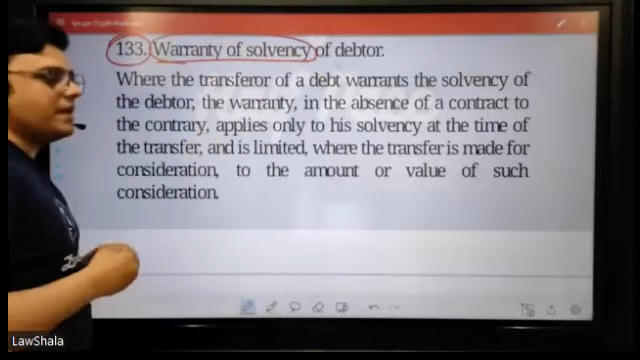 133. Warranty of solvency of debtor.
Where the transferor of a debt warrants the solvency of
the debtor, the warranty, in the absence of a contract to
the contrary, applies only to his solvency at the time of
the transfer, and is limited, where the transfer is made for
consideration, to the amount or value of such
consideration.
LawShala